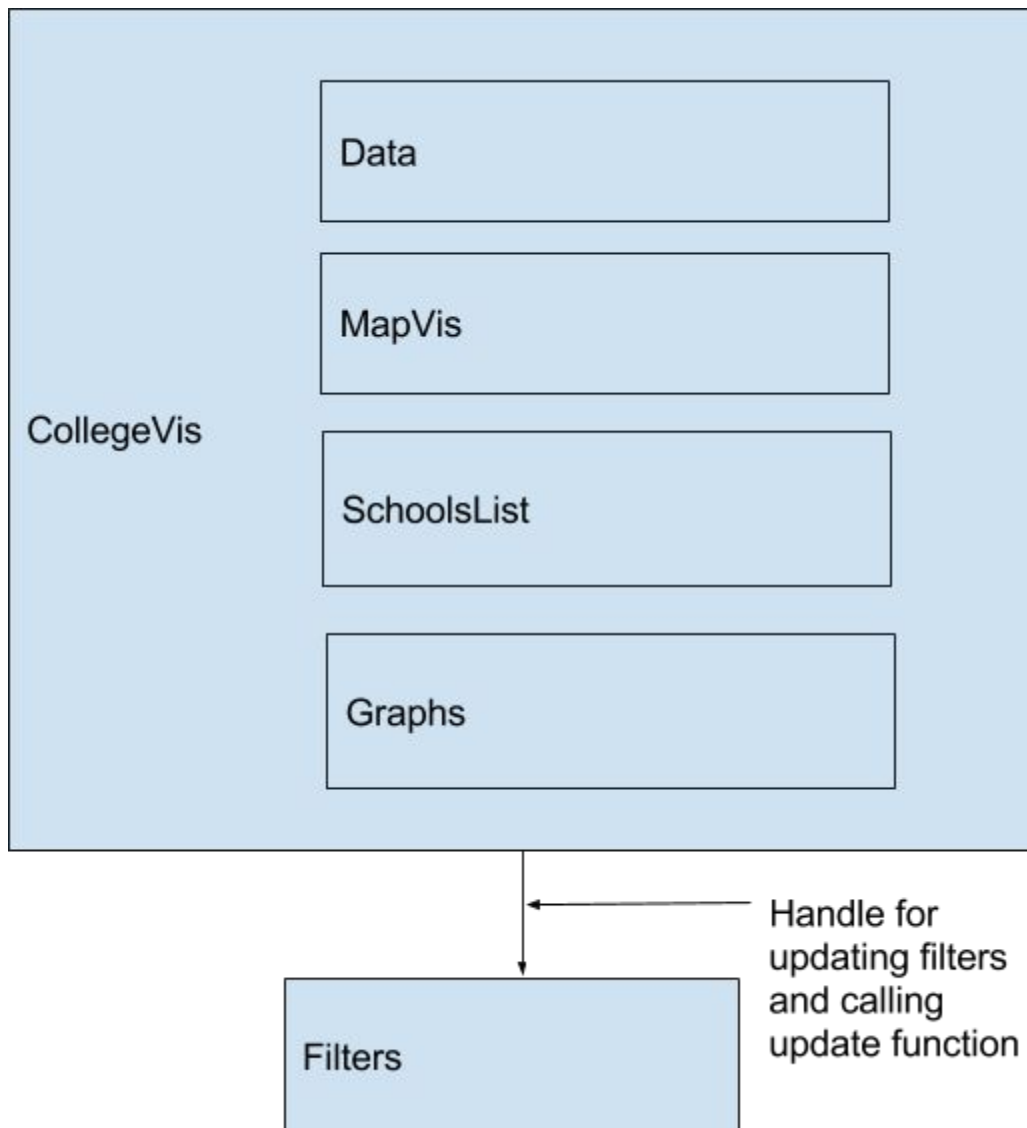 Data
MapVis
CollegeVis
SchoolsList
Graphs
Handle for
updating filters
and calling
update function
Filters